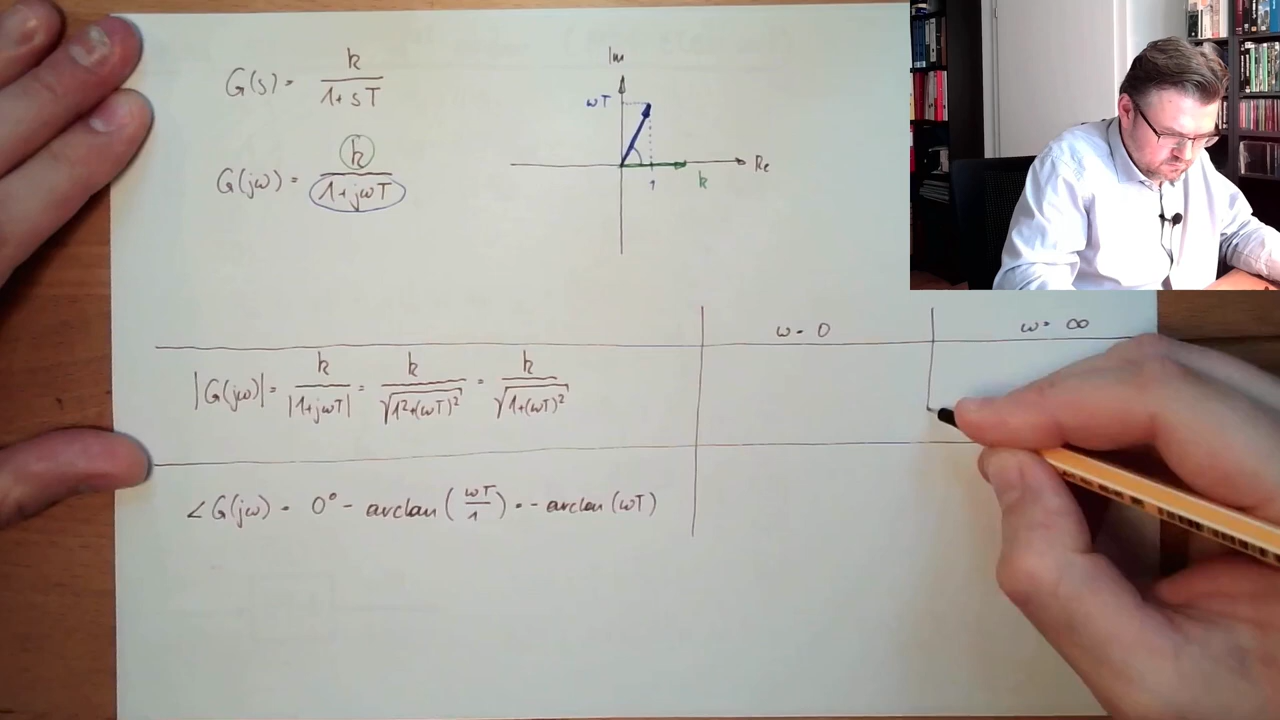 G(s) = k / (1+sT)
G(jω) = k / (1+jωT)
Im
ωT
1
k
Re
ω = 0
ω = ∞
|G(jω)| = k / |1+jωT| = k / √(1²+(ωT)²) = k / √(1+(ωT)²)
∠G(jω) = 0° - arctan(ωT/1) = -arctan(ωT)